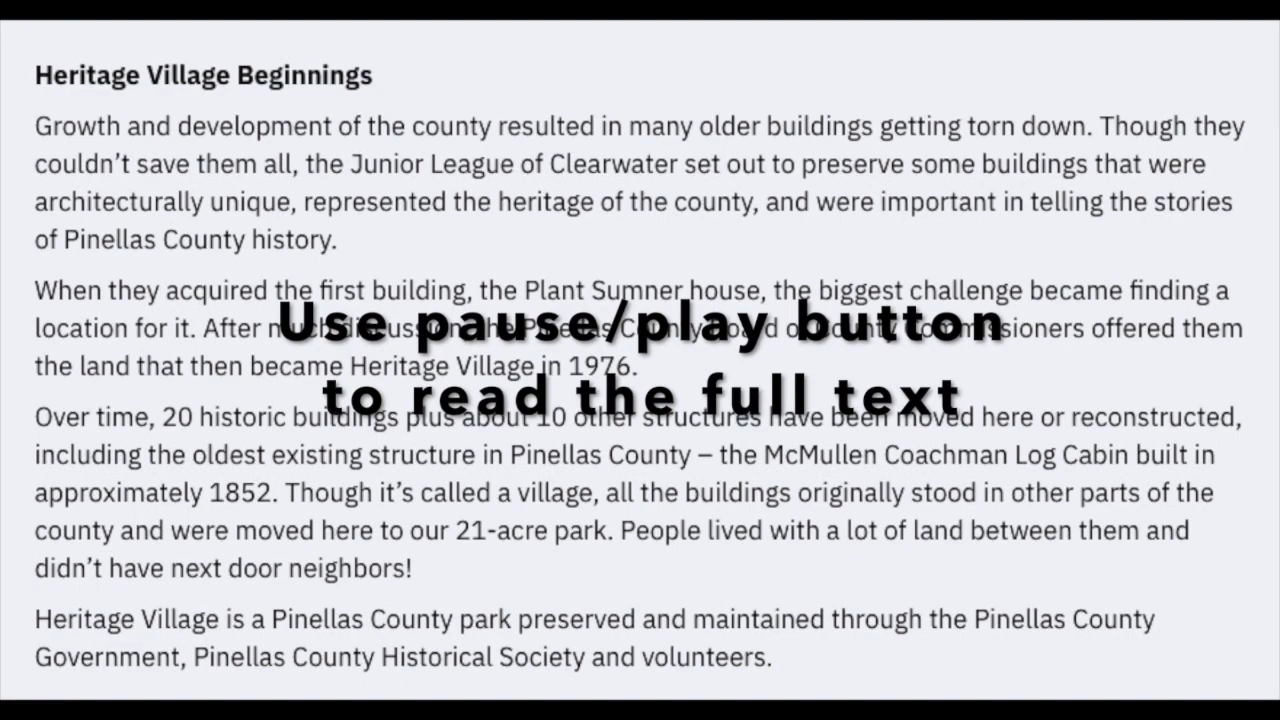 Heritage Village Beginnings
Growth and development of the county resulted in many older buildings getting torn down. Though they
couldn't save them all, the Junior League of Clearwater set out to preserve some buildings that were
architecturally unique, represented the heritage of the county, and were important in telling the stories
of Pinellas County history.
When they acquired the first building, the Plant Sumner house, the biggest challenge became finding a
location for it. After much discussion, the Pinellas County Board of County Commissioners offered them
the land that then became Heritage Village in 1976.
Use pause/play button
to read the full text
Over time, 20 historic buildings plus about 10 other structures have been moved here or reconstructed,
including the oldest existing structure in Pinellas County – the McMullen Coachman Log Cabin built in
approximately 1852. Though it's called a village, all the buildings originally stood in other parts of the
county and were moved here to our 21-acre park. People lived with a lot of land between them and
didn't have next door neighbors!
Heritage Village is a Pinellas County park preserved and maintained through the Pinellas County
Government, Pinellas County Historical Society and volunteers.